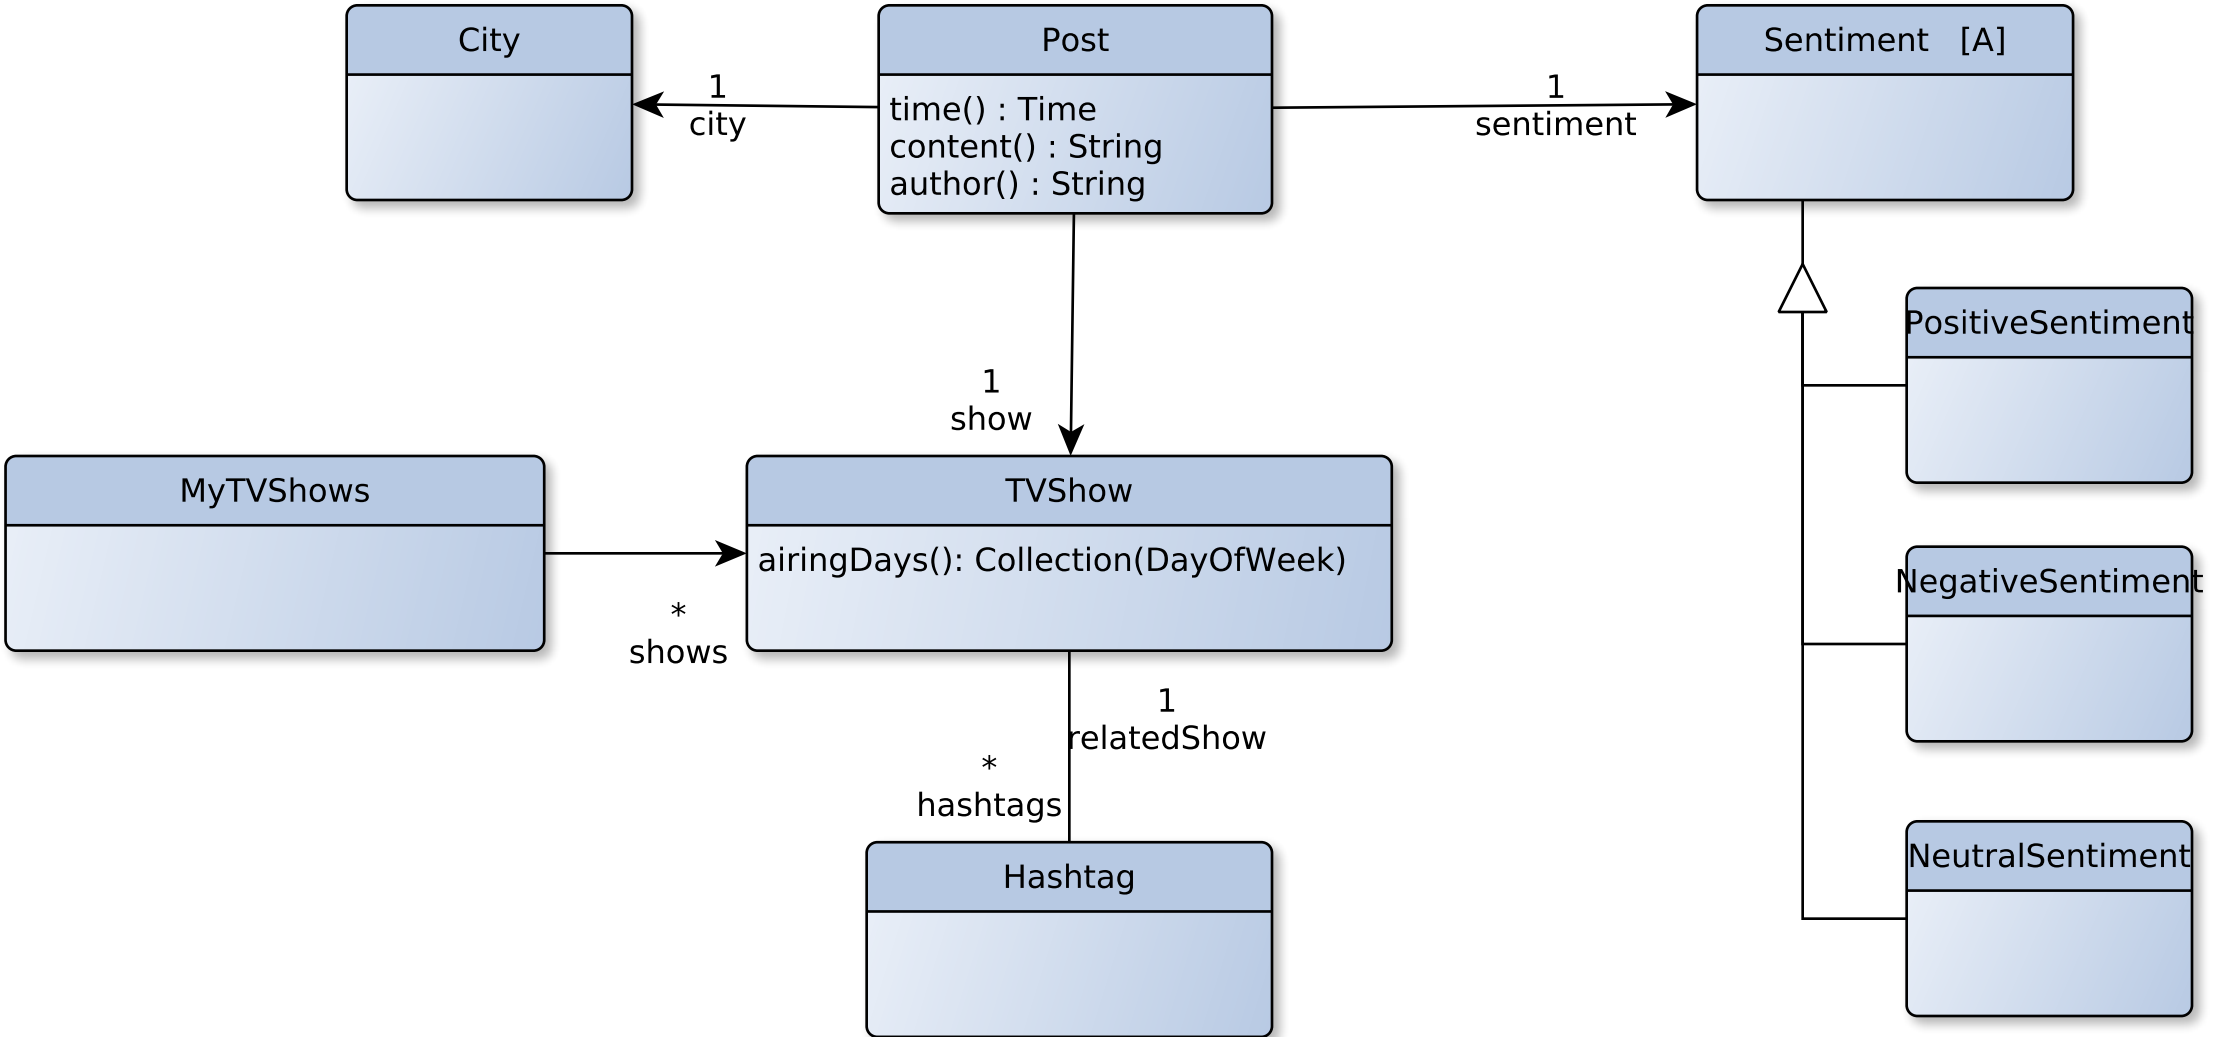 City
Post
Sentiment [A]
1
city
time() : Time
content() : String
author() : String
1
sentiment
PositiveSentiment
1
show
MyTVShows
TVShow
airingDays(): Collection(DayOfWeek)
*
shows
NegativeSentiment
1
relatedShow
*
hashtags
Hashtag
NeutralSentiment